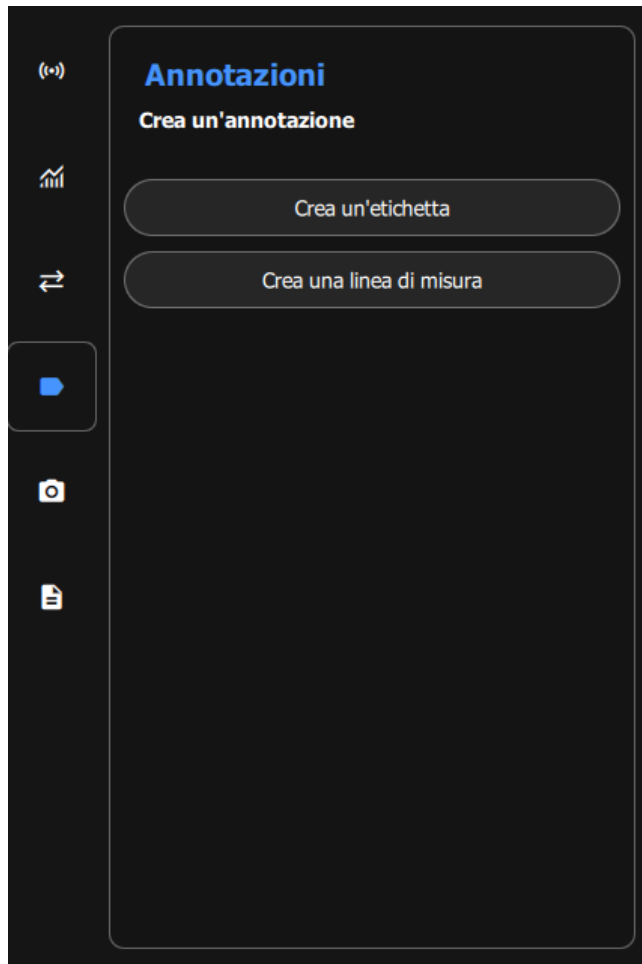 Annotazioni
Crea un'annotazione
Crea un'etichetta
Crea una linea di misura